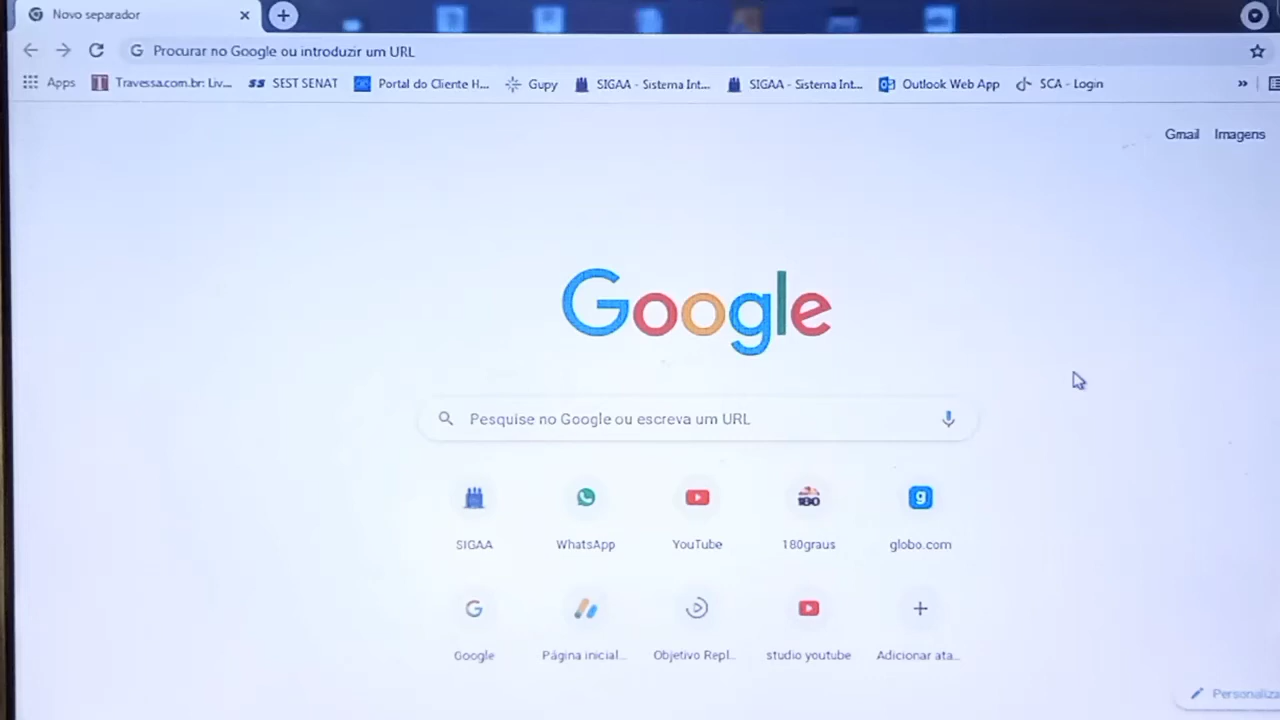 Novo separador
Procurar no Google ou introduzir um URL
Apps Travessa.com.br: Liv... SEST SENAT Portal do Cliente H... Gupy SIGAA - Sistema Int... SIGAA - Sistema Int... Outlook Web App SCA - Login
Gmail Imagens
Google
Pesquise no Google ou escreva um URL
180
SIGAA WhatsApp YouTube 180graus globo.com
Google Página inicial... Objetivo Repl... studio youtube Adicionar ata...
Personaliza